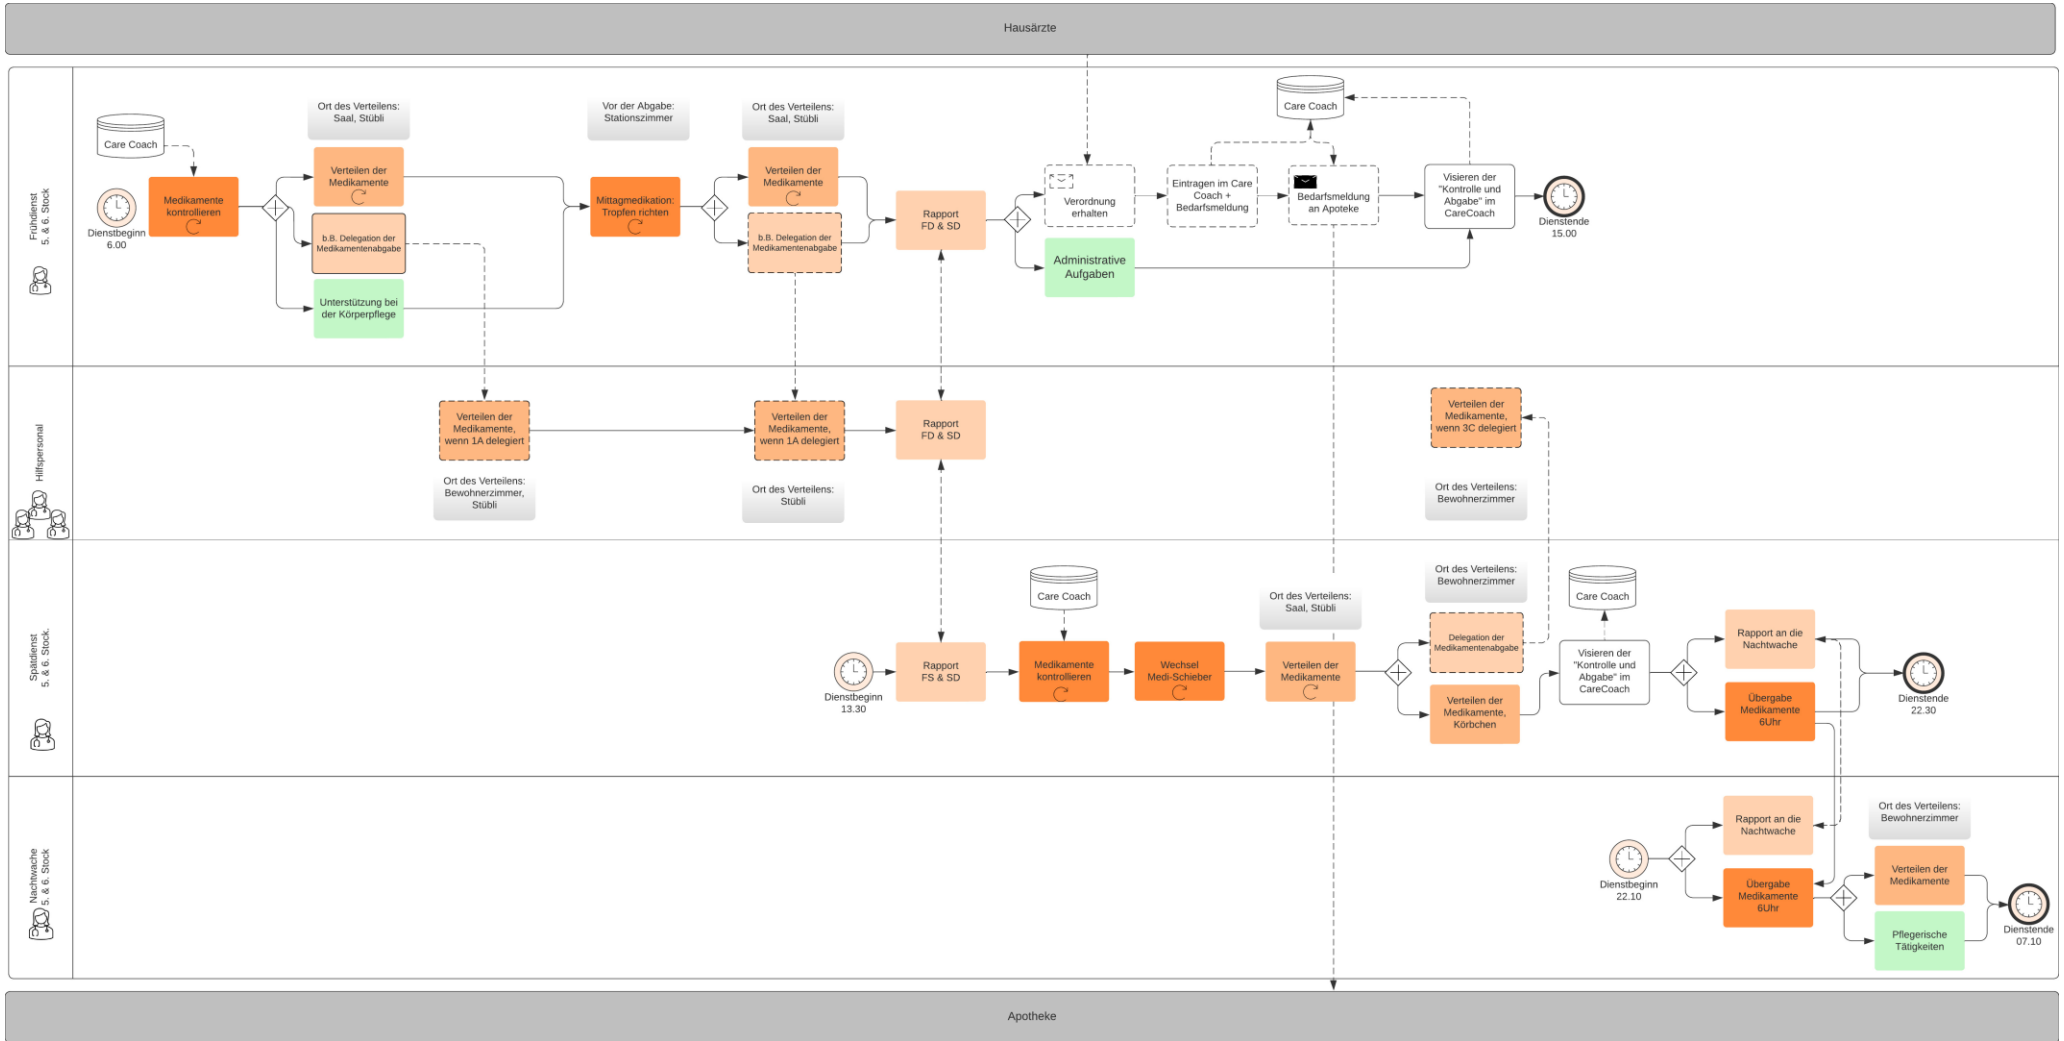 Hausärzte
Frühdienst
5. & 6. Stock
Care Coach
Dienstbeginn
6.00
Medikamente
kontrollieren
Ort des Verteilens:
Saal, Stübli
Verteilen der
Medikamente
b.B. Delegation der
Medikamentenabgabe
Unterstützung bei
der Körperpflege
Vor der Abgabe:
Stationszimmer
Mittagmedikation:
Tropfen richten
Ort des Verteilens:
Saal, Stübli
Verteilen der
Medikamente
b.B. Delegation der
Medikamentenabgabe
Rapport
FD & SD
Verordnung
erhalten
Administrative
Aufgaben
Eintragen im Care
Coach +
Bedarfsmeldung
Care Coach
Bedarfsmeldung
an Apoteke
Visieren der
"Kontrolle und
Abgabe" im
CareCoach
Dienstende
15.00
Hilfspersonal
Verteilen der
Medikamente,
wenn 1A delegiert
Ort des Verteilens:
Bewohnerzimmer,
Stübli
Verteilen der
Medikamente,
wenn 1A delegiert
Ort des Verteilens:
Stübli
Rapport
FD & SD
Verteilen der
Medikamente,
wenn 3C delegiert
Ort des Verteilens:
Bewohnerzimmer
Spätdienst
5. & 6. Stock.
Dienstbeginn
13.30
Rapport
FS & SD
Care Coach
Medikamente
kontrollieren
Wechsel
Medi-Schieber
Ort des Verteilens:
Saal, Stübli
Verteilen der
Medikamente
Ort des Verteilens:
Bewohnerzimmer
Delegation der
Medikamentenabgabe
Verteilen der
Medikamente,
Körbchen
Care Coach
Visieren der
"Kontrolle und
Abgabe" im
CareCoach
Rapport an die
Nachtwache
Übergabe
Medikamente
6Uhr
Dienstende
22.30
Nachtwache
5. & 6. Stock
Dienstbeginn
22.10
Rapport an die
Nachtwache
Übergabe
Medikamente
6Uhr
Ort des Verteilens:
Bewohnerzimmer
Verteilen der
Medikamente
Pflegerische
Tätigkeiten
Dienstende
07.10
Apotheke